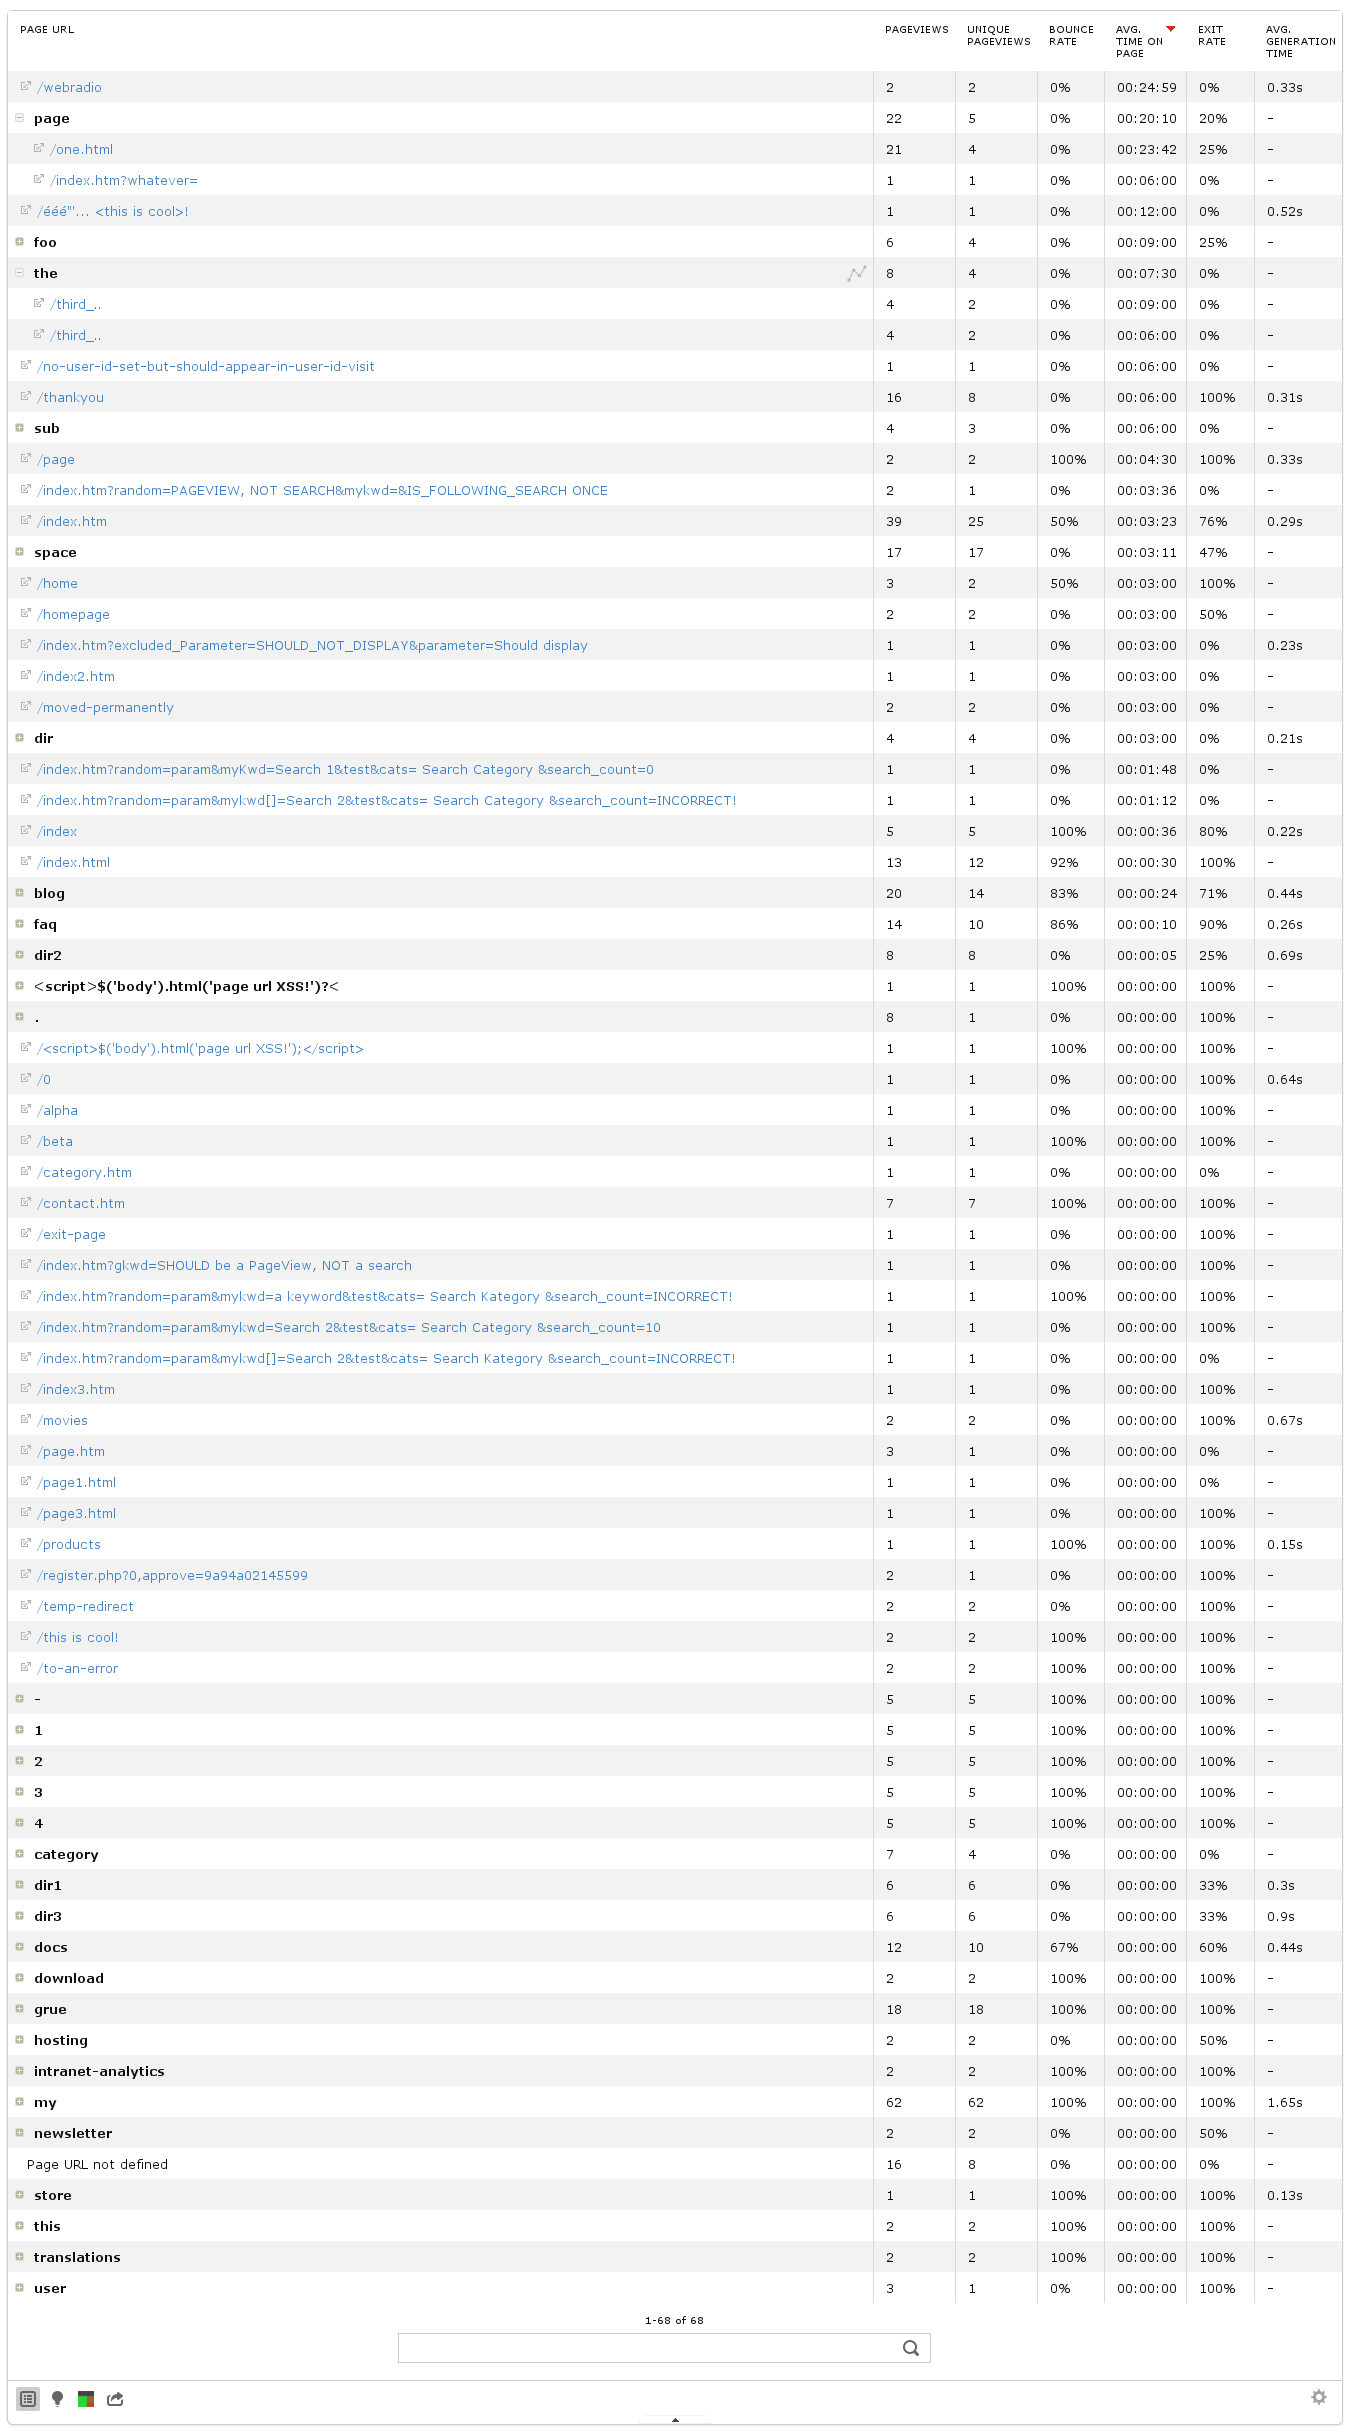 PAGE URL PAGEVIEWS UNIQUE PAGEVIEWS BOUNCE RATE AVG. TIME ON PAGE EXIT RATE AVG. GENERATION TIME
/webradio 2 2 0% 00:24:59 0% 0.33s
page 22 5 0% 00:20:10 20% -
/one.html 21 4 0% 00:23:42 25% -
/index.htm?whatever= 1 1 0% 00:06:00 0% -
/ééé"'... <this is cool>! 1 1 0% 00:12:00 0% 0.52s
foo 6 4 0% 00:09:00 25% -
the 8 4 0% 00:07:30 0% -
/third_.. 4 2 0% 00:09:00 0% -
/third_.. 4 2 0% 00:06:00 0% -
/no-user-id-set-but-should-appear-in-user-id-visit 1 1 0% 00:06:00 0% -
/thankyou 16 8 0% 00:06:00 100% 0.31s
sub 4 3 0% 00:06:00 0% -
/page 2 2 100% 00:04:30 100% 0.33s
/index.htm?random=PAGEVIEW, NOT SEARCH&mykwd=&IS_FOLLOWING_SEARCH ONCE 2 1 0% 00:03:36 0% -
/index.htm 39 25 50% 00:03:23 76% 0.29s
space 17 17 0% 00:03:11 47% -
/home 3 2 50% 00:03:00 100% -
/homepage 2 2 0% 00:03:00 50% -
/index.htm?excluded_Parameter=SHOULD_NOT_DISPLAY&parameter=Should display 1 1 0% 00:03:00 0% 0.23s
/index2.htm 1 1 0% 00:03:00 0% -
/moved-permanently 2 2 0% 00:03:00 0% -
dir 4 4 0% 00:03:00 0% 0.21s
/index.htm?random=param&myKwd=Search 1&test&cats= Search Category &search_count=0 1 1 0% 00:01:48 0% -
/index.htm?random=param&mykwd[]=Search 2&test&cats= Search Category &search_count=INCORRECT! 1 1 0% 00:01:12 0% -
/index 5 5 100% 00:00:36 80% 0.22s
/index.html 13 12 92% 00:00:30 100% -
blog 20 14 83% 00:00:24 71% 0.44s
faq 14 10 86% 00:00:10 90% 0.26s
dir2 8 8 0% 00:00:05 25% 0.69s
<script>$('body').html('page url XSS!')?< 1 1 100% 00:00:00 100% -
. 8 1 0% 00:00:00 100% -
/<script>$('body').html('page url XSS!');</script> 1 1 100% 00:00:00 100% -
/0 1 1 0% 00:00:00 100% 0.64s
/alpha 1 1 0% 00:00:00 100% -
/beta 1 1 100% 00:00:00 100% -
/category.htm 1 1 0% 00:00:00 0% -
/contact.htm 7 7 100% 00:00:00 100% -
/exit-page 1 1 0% 00:00:00 100% -
/index.htm?gkwd=SHOULD be a PageView, NOT a search 1 1 0% 00:00:00 100% -
/index.htm?random=param&mykwd=a keyword&test&cats= Search Kategory &search_count=INCORRECT! 1 1 100% 00:00:00 100% -
/index.htm?random=param&mykwd=Search 2&test&cats= Search Category &search_count=10 1 1 0% 00:00:00 100% -
/index.htm?random=param&mykwd[]=Search 2&test&cats= Search Kategory &search_count=INCORRECT! 1 1 0% 00:00:00 0% -
/index3.htm 1 1 0% 00:00:00 100% -
/movies 2 2 0% 00:00:00 100% 0.67s
/page.htm 3 1 0% 00:00:00 0% -
/page1.html 1 1 0% 00:00:00 0% -
/page3.html 1 1 0% 00:00:00 100% -
/products 1 1 100% 00:00:00 100% 0.15s
/register.php?0,approve=9a94a02145599 2 1 0% 00:00:00 100% -
/temp-redirect 2 2 0% 00:00:00 100% -
/this is cool! 2 2 100% 00:00:00 100% -
/to-an-error 2 2 100% 00:00:00 100% -
- 5 5 100% 00:00:00 100% -
1 5 5 100% 00:00:00 100% -
2 5 5 100% 00:00:00 100% -
3 5 5 100% 00:00:00 100% -
4 5 5 100% 00:00:00 100% -
category 7 4 0% 00:00:00 0% -
dir1 6 6 0% 00:00:00 33% 0.3s
dir3 6 6 0% 00:00:00 33% 0.9s
docs 12 10 67% 00:00:00 60% 0.44s
download 2 2 100% 00:00:00 100% -
grue 18 18 100% 00:00:00 100% -
hosting 2 2 0% 00:00:00 50% -
intranet-analytics 2 2 100% 00:00:00 100% -
my 62 62 100% 00:00:00 100% 1.65s
newsletter 2 2 0% 00:00:00 50% -
Page URL not defined 16 8 0% 00:00:00 0% -
store 1 1 100% 00:00:00 100% 0.13s
this 2 2 100% 00:00:00 100% -
translations 2 2 100% 00:00:00 100% -
user 3 1 0% 00:00:00 100% -
1-68 of 68